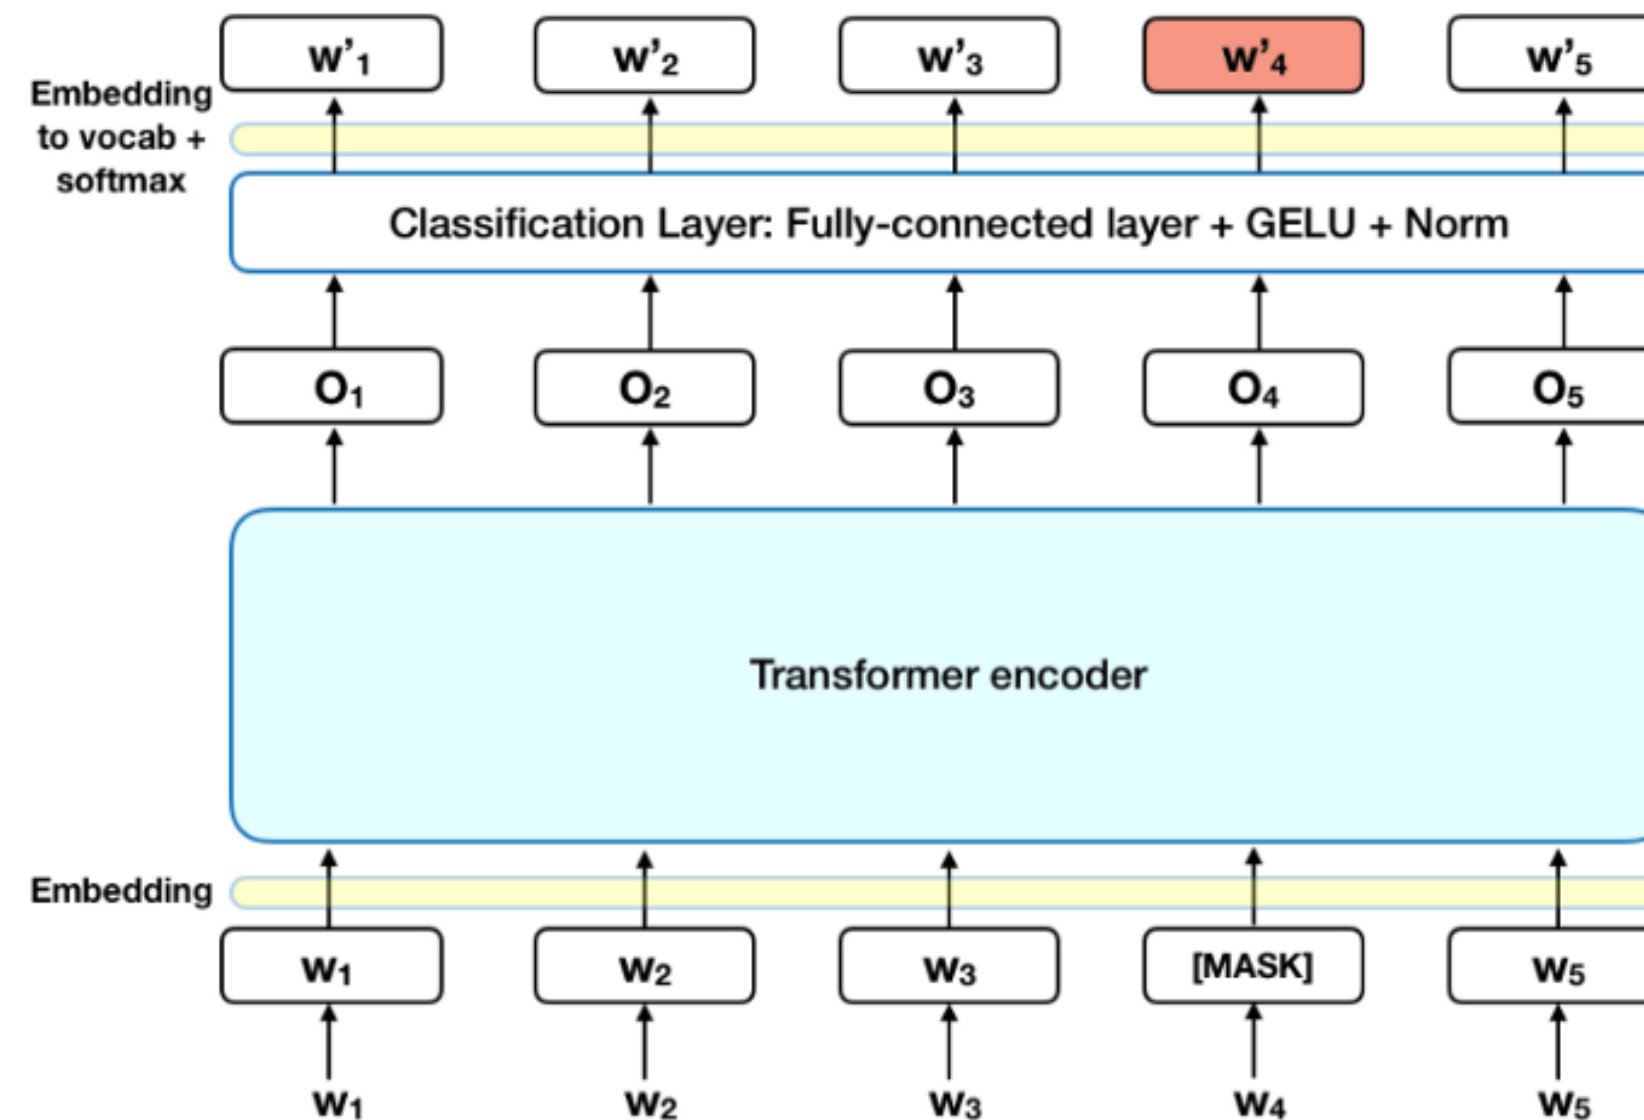 w’₁ w’₂ w’₃ w’₄ w’₅
Embedding
to vocab +
softmax
Classification Layer: Fully-connected layer + GELU + Norm
O₁ O₂ O₃ O₄ O₅
Transformer encoder
Embedding
W₁ W₂ W₃ [MASK] W₅
W₁ W₂ W₃ W₄ W₅